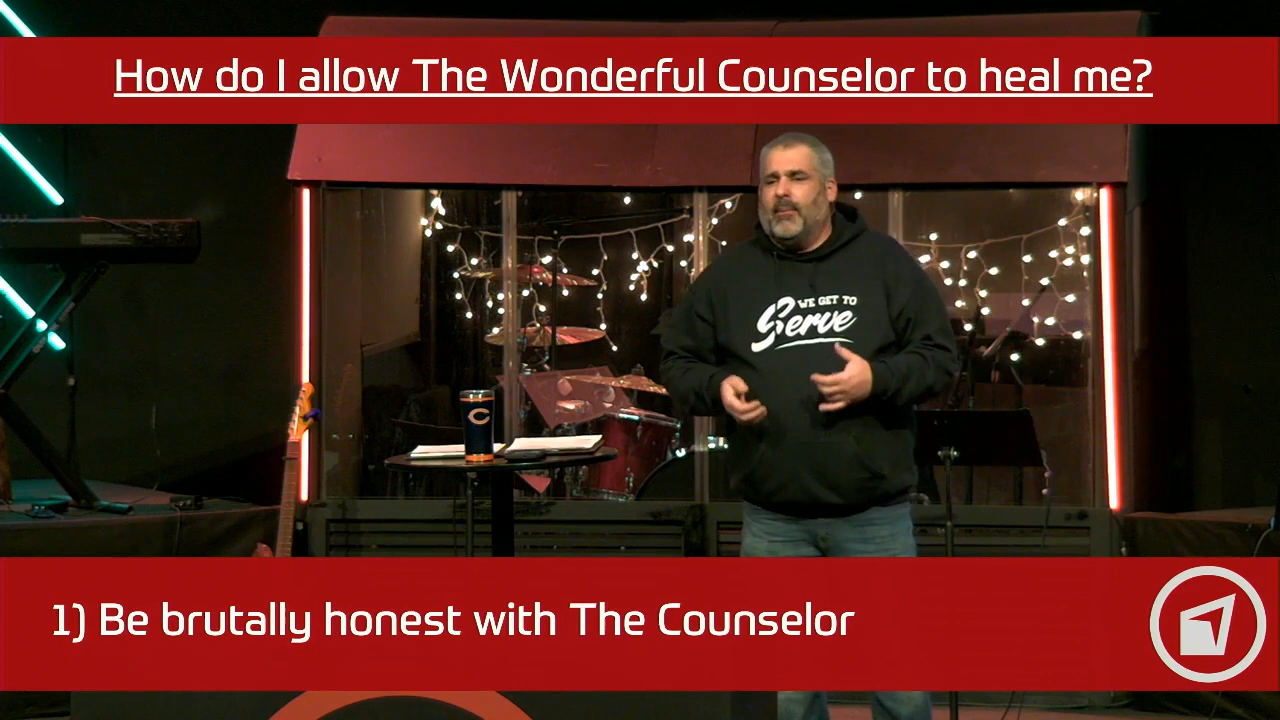 How do I allow The Wonderful Counselor to heal me?
WE GET TO
Serve
C
1) Be brutally honest with The Counselor